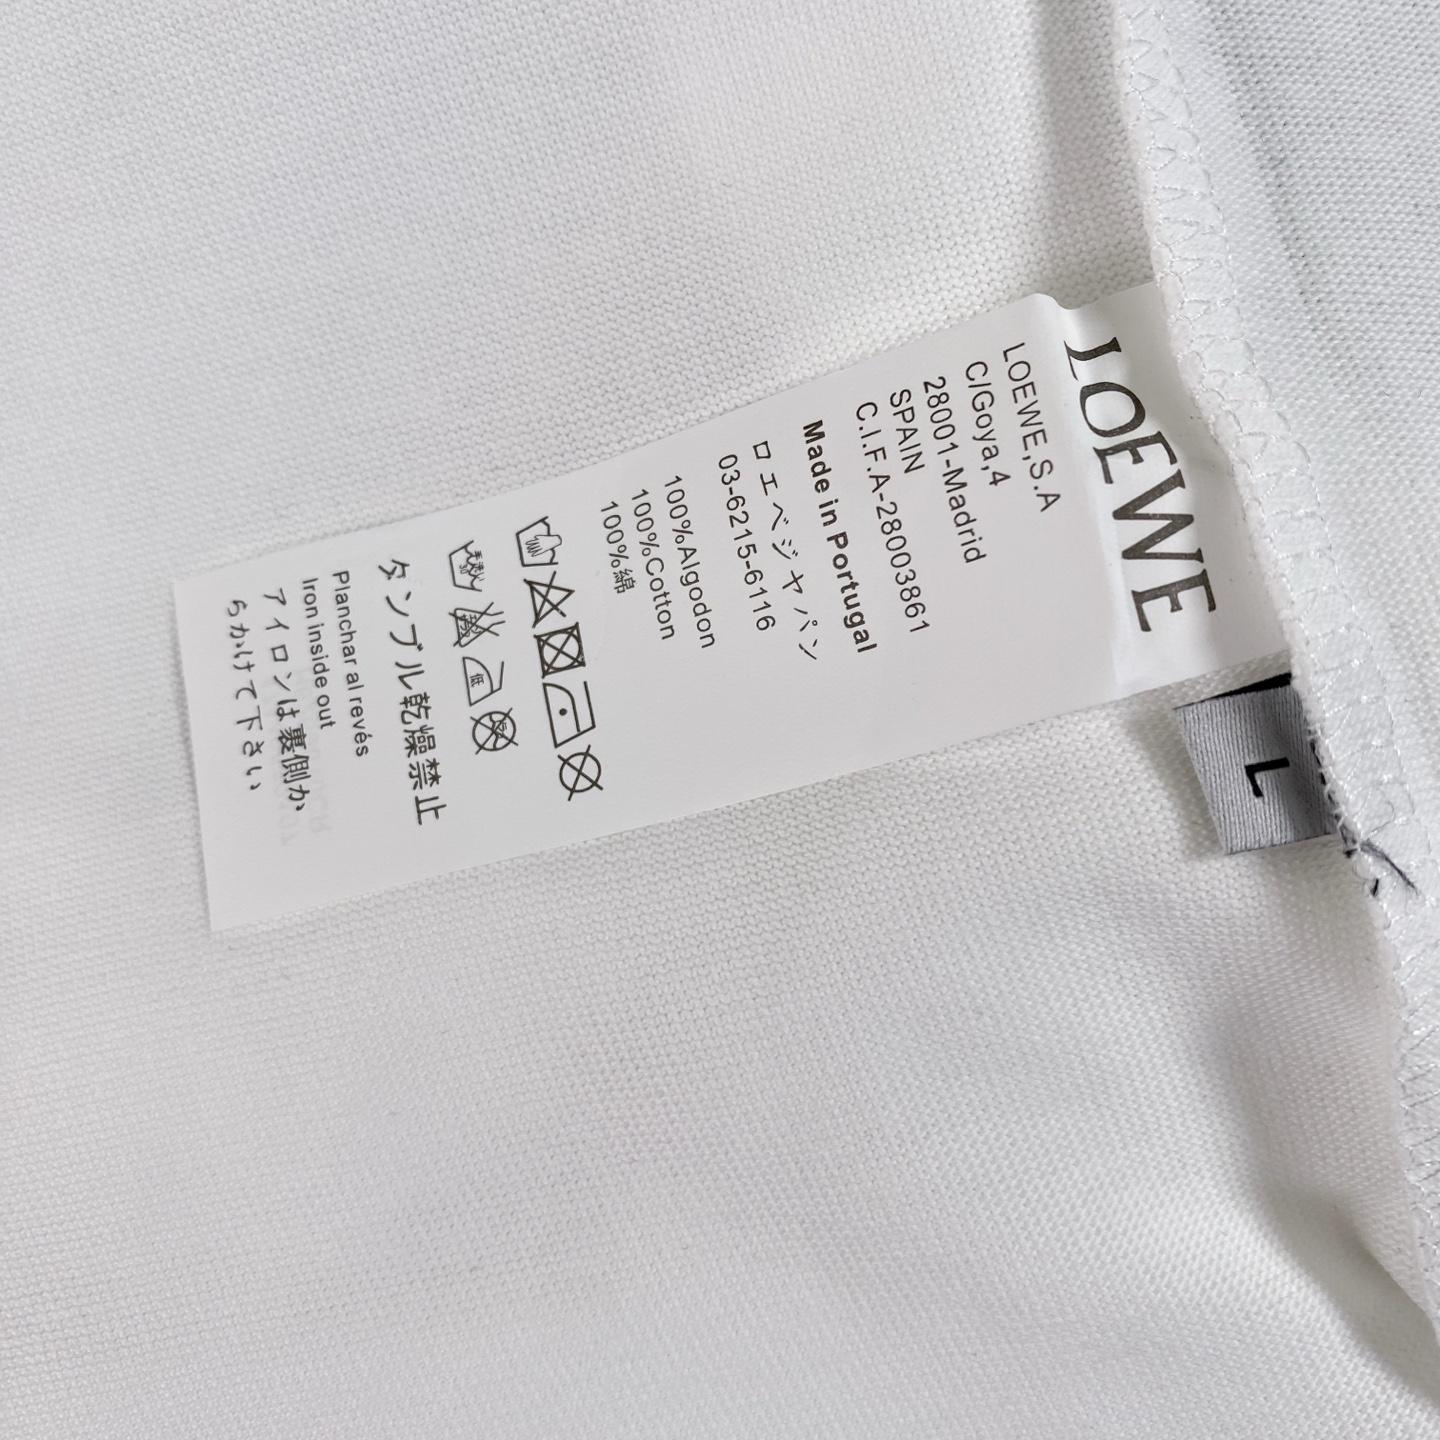 LOEWE
LOEWE,S.A
C/Goya,4
28001-Madrid
SPAIN
C.I.F.A-28003861
Made in Portugal
ロエベジャパン
03-6215-6116
100%Algodon
100%Cotton
100%綿
低
タンブル乾燥禁止
Planchar al revés
Iron inside out
アイロンは裏側か
らかけて下さい
L